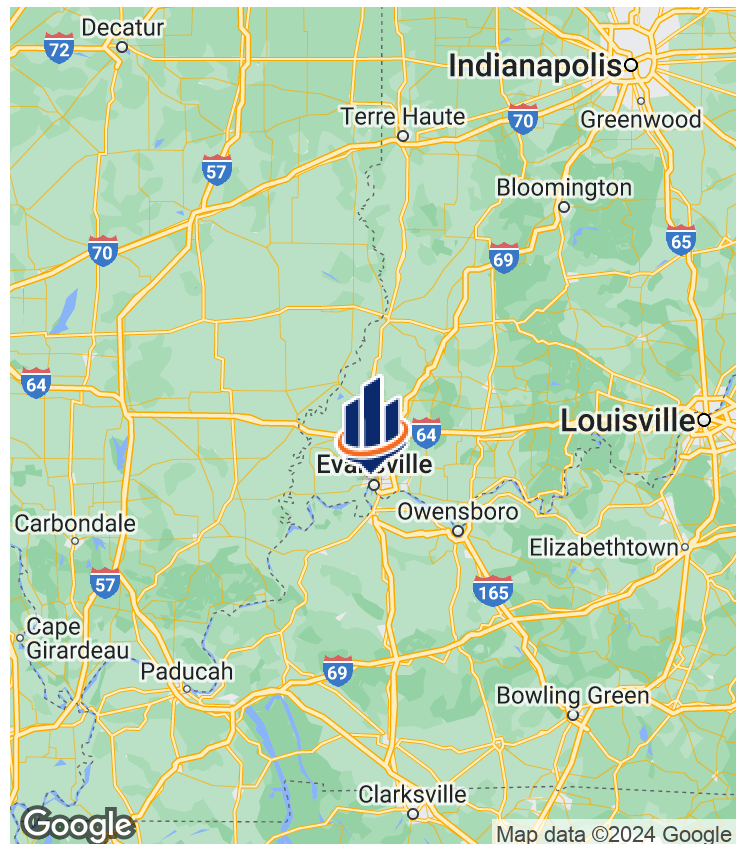 Decatur
72
Indianapolis
Terre Haute
70
Greenwood
57
Bloomington
70
69
65
64
64
Louisville
Evansville
Carbondale
Owensboro
Elizabethtown
57
165
Cape
Girardeau
Paducah
69
Bowling Green
Clarksville
Google
Map data ©2024 Google